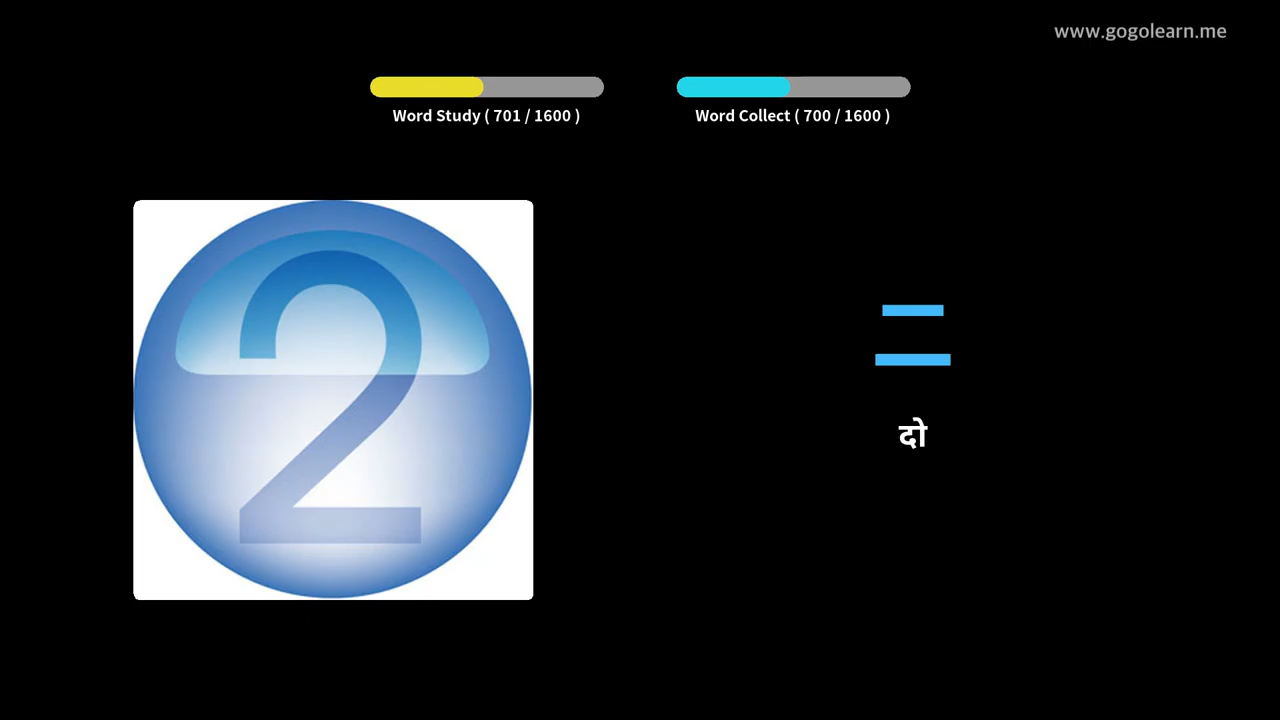 www.gogolearn.me
Word Study ( 701 / 1600 )
Word Collect ( 700 / 1600 )
2
二
दो